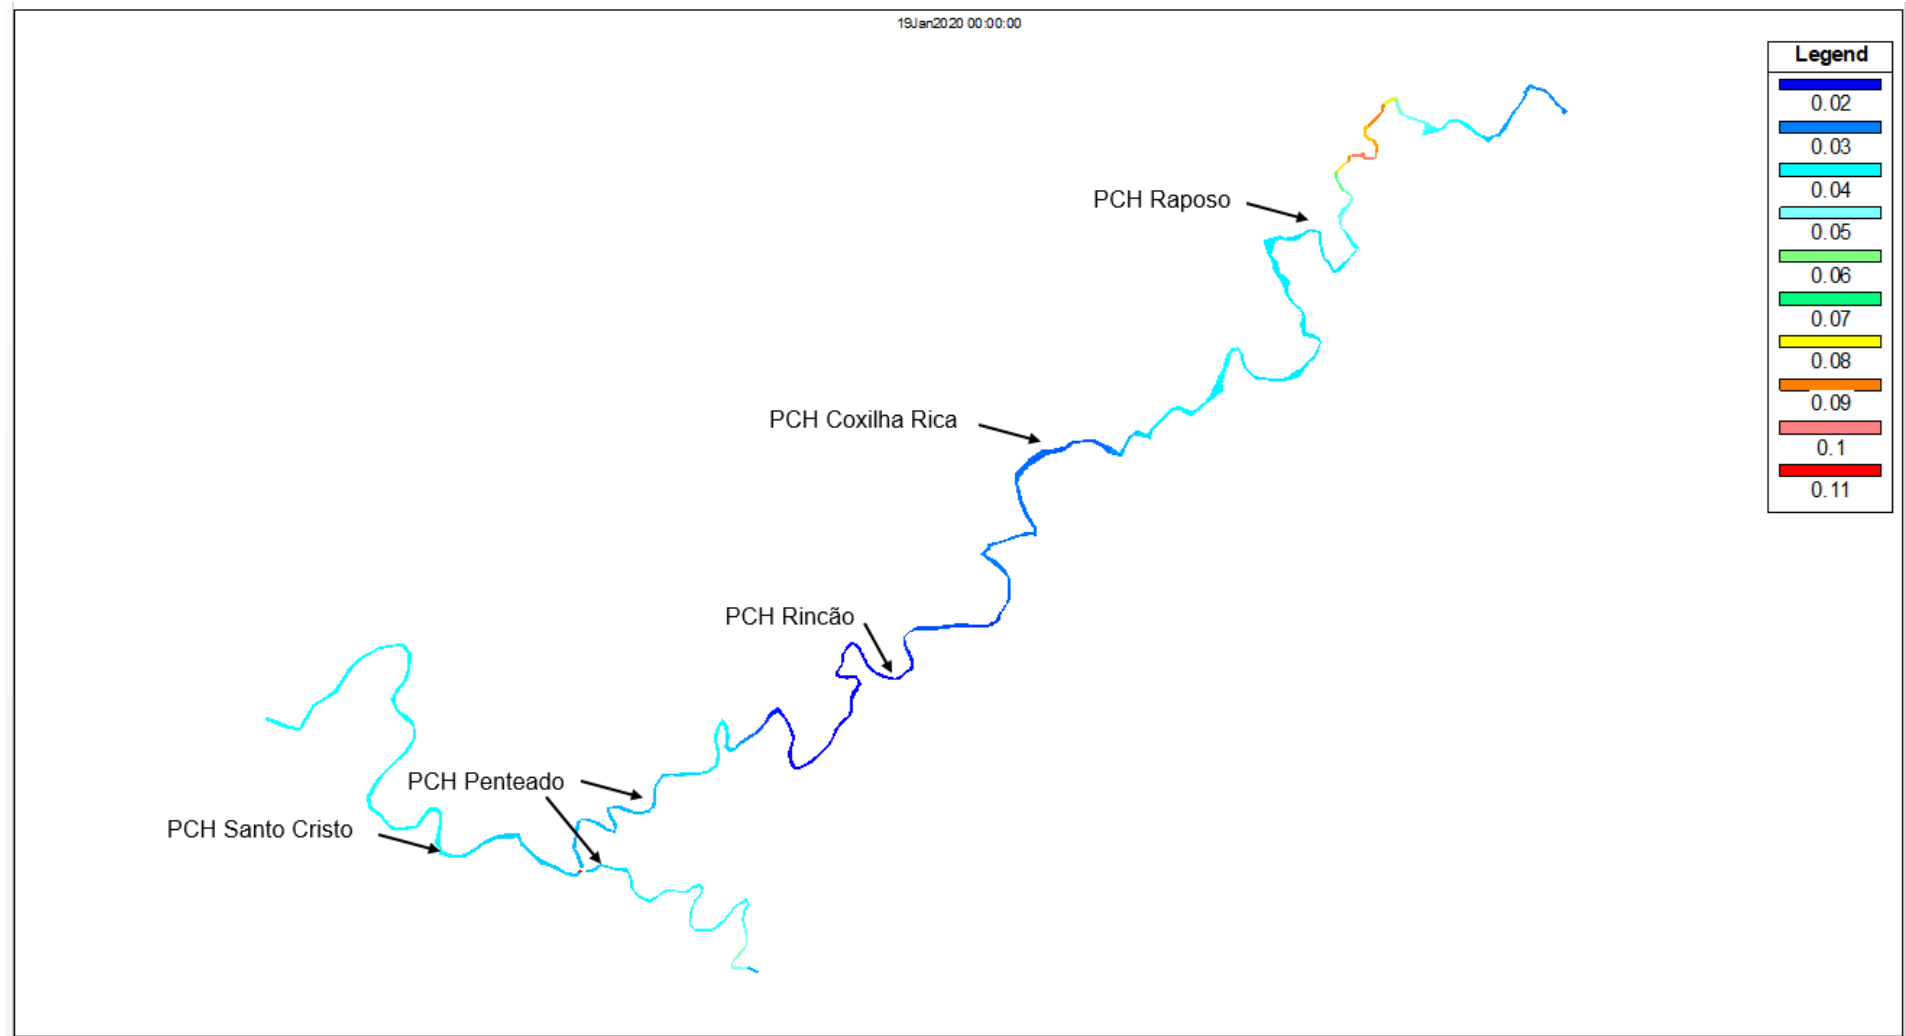 19Jan2020 00:00:00
Legend
0.02
0.03
0.04
0.05
0.06
0.07
0.08
0.09
0.1
0.11
PCH Raposo
PCH Coxilha Rica
PCH Rincão
PCH Penteado
PCH Santo Cristo